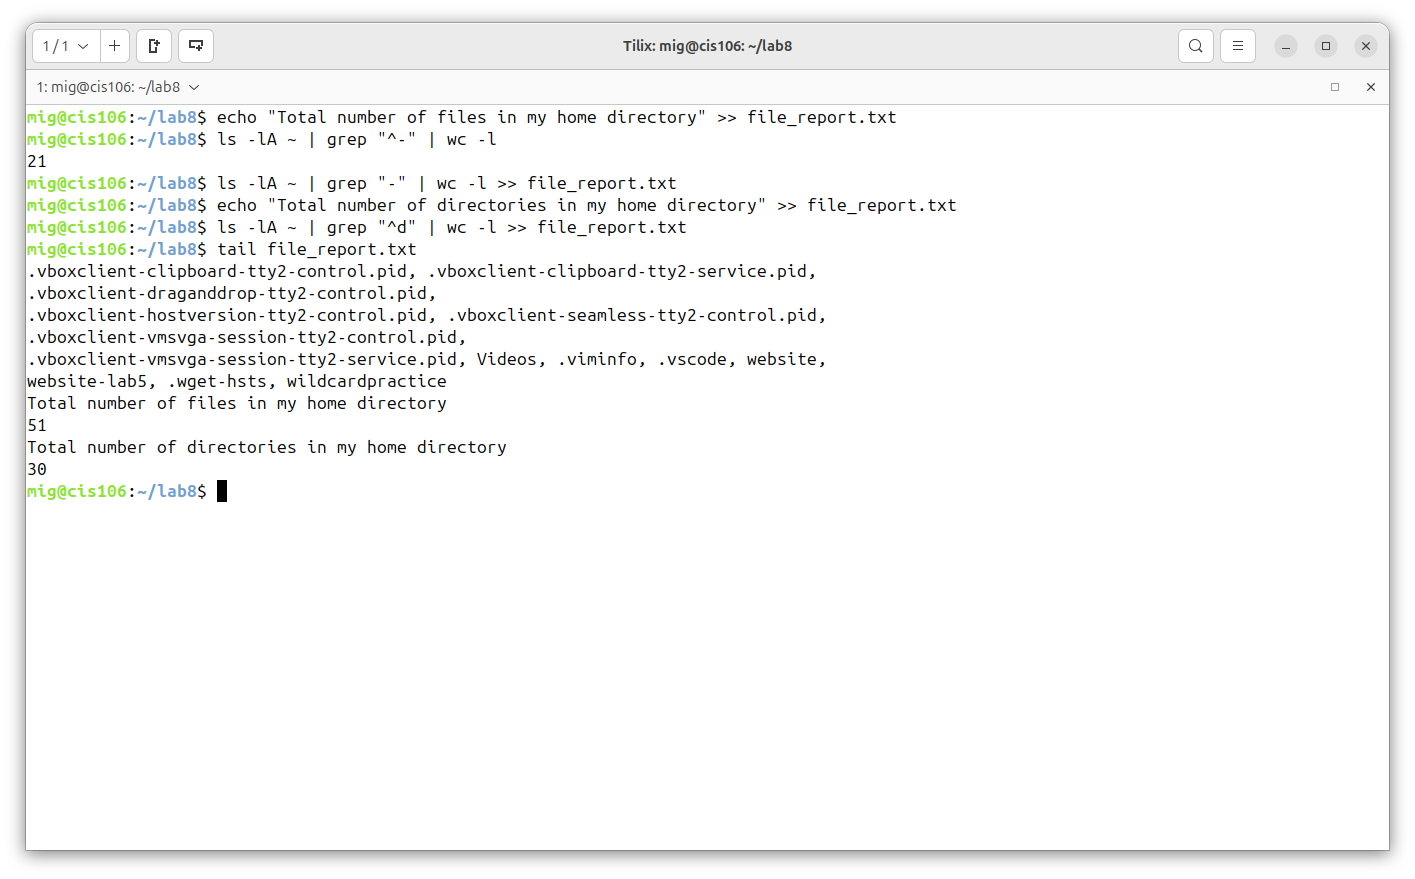 1 / 1
Tilix: mig@cis106: ~/lab8
1: mig@cis106: ~/lab8
mig@cis106:~/lab8$ echo "Total number of files in my home directory" >> file_report.txt
mig@cis106:~/lab8$ ls -lA ~ | grep "^-" | wc -l
21
mig@cis106:~/lab8$ ls -lA ~ | grep "-" | wc -l >> file_report.txt
mig@cis106:~/lab8$ echo "Total number of directories in my home directory" >> file_report.txt
mig@cis106:~/lab8$ ls -lA ~ | grep "^d" | wc -l >> file_report.txt
mig@cis106:~/lab8$ tail file_report.txt
.vboxclient-clipboard-tty2-control.pid, .vboxclient-clipboard-tty2-service.pid,
.vboxclient-draganddrop-tty2-control.pid,
.vboxclient-hostversion-tty2-control.pid, .vboxclient-seamless-tty2-control.pid,
.vboxclient-vmsvga-session-tty2-control.pid,
.vboxclient-vmsvga-session-tty2-service.pid, Videos, .viminfo, .vscode, website,
website-lab5, .wget-hsts, wildcardpractice
Total number of files in my home directory
51
Total number of directories in my home directory
30
mig@cis106:~/lab8$